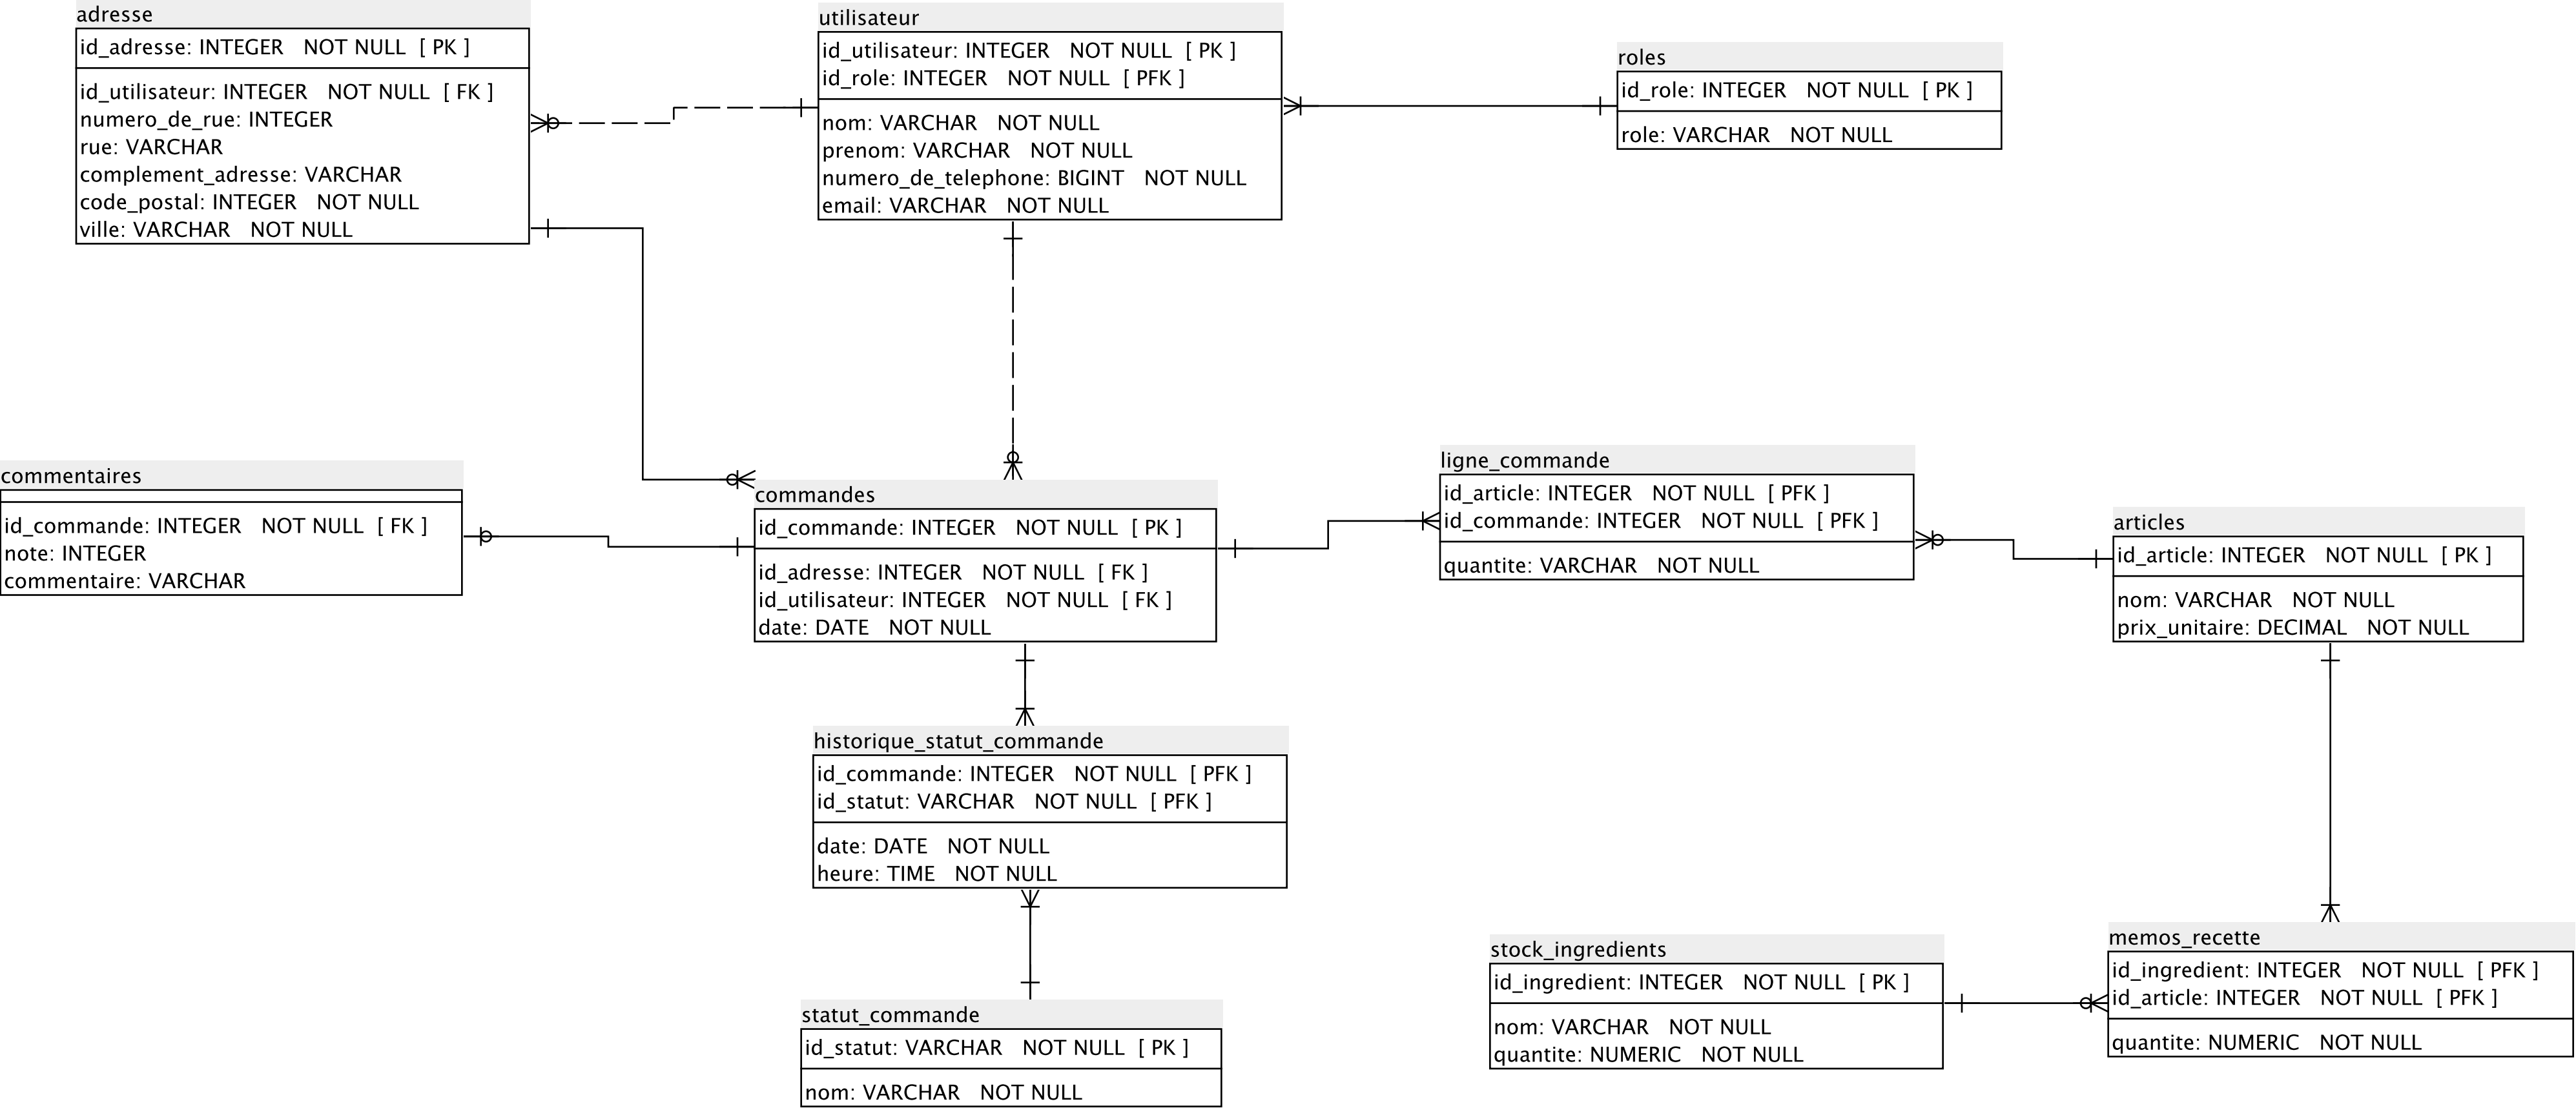 adresse
id_adresse: INTEGER NOT NULL [ PK ]
id_utilisateur: INTEGER NOT NULL [ FK ]
numero_de_rue: INTEGER
rue: VARCHAR
complement_adresse: VARCHAR
code_postal: INTEGER NOT NULL
ville: VARCHAR NOT NULL
utilisateur
id_utilisateur: INTEGER NOT NULL [ PK ]
id_role: INTEGER NOT NULL [ PFK ]
nom: VARCHAR NOT NULL
prenom: VARCHAR NOT NULL
numero_de_telephone: BIGINT NOT NULL
email: VARCHAR NOT NULL
roles
id_role: INTEGER NOT NULL [ PK ]
role: VARCHAR NOT NULL
commentaires
id_commande: INTEGER NOT NULL [ FK ]
note: INTEGER
commentaire: VARCHAR
commandes
id_commande: INTEGER NOT NULL [ PK ]
id_adresse: INTEGER NOT NULL [ FK ]
id_utilisateur: INTEGER NOT NULL [ FK ]
date: DATE NOT NULL
ligne_commande
id_article: INTEGER NOT NULL [ PFK ]
id_commande: INTEGER NOT NULL [ PFK ]
quantite: VARCHAR NOT NULL
articles
id_article: INTEGER NOT NULL [ PK ]
nom: VARCHAR NOT NULL
prix_unitaire: DECIMAL NOT NULL
historique_statut_commande
id_commande: INTEGER NOT NULL [ PFK ]
id_statut: VARCHAR NOT NULL [ PFK ]
date: DATE NOT NULL
heure: TIME NOT NULL
statut_commande
id_statut: VARCHAR NOT NULL [ PK ]
nom: VARCHAR NOT NULL
stock_ingredients
id_ingredient: INTEGER NOT NULL [ PK ]
nom: VARCHAR NOT NULL
quantite: NUMERIC NOT NULL
memos_recette
id_ingredient: INTEGER NOT NULL [ PFK ]
id_article: INTEGER NOT NULL [ PFK ]
quantite: NUMERIC NOT NULL